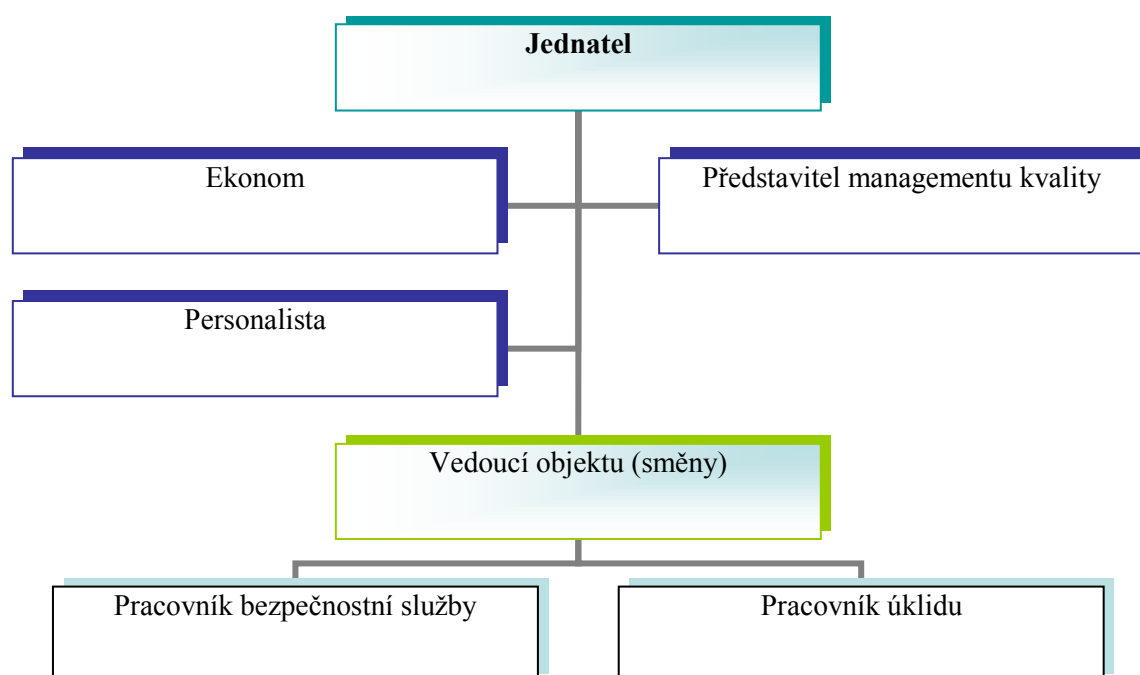 Jednatel
Ekonom
Představitel managementu kvality
Personalista
Vedoucí objektu (směny)
Pracovník bezpečnostní služby
Pracovník úklidu